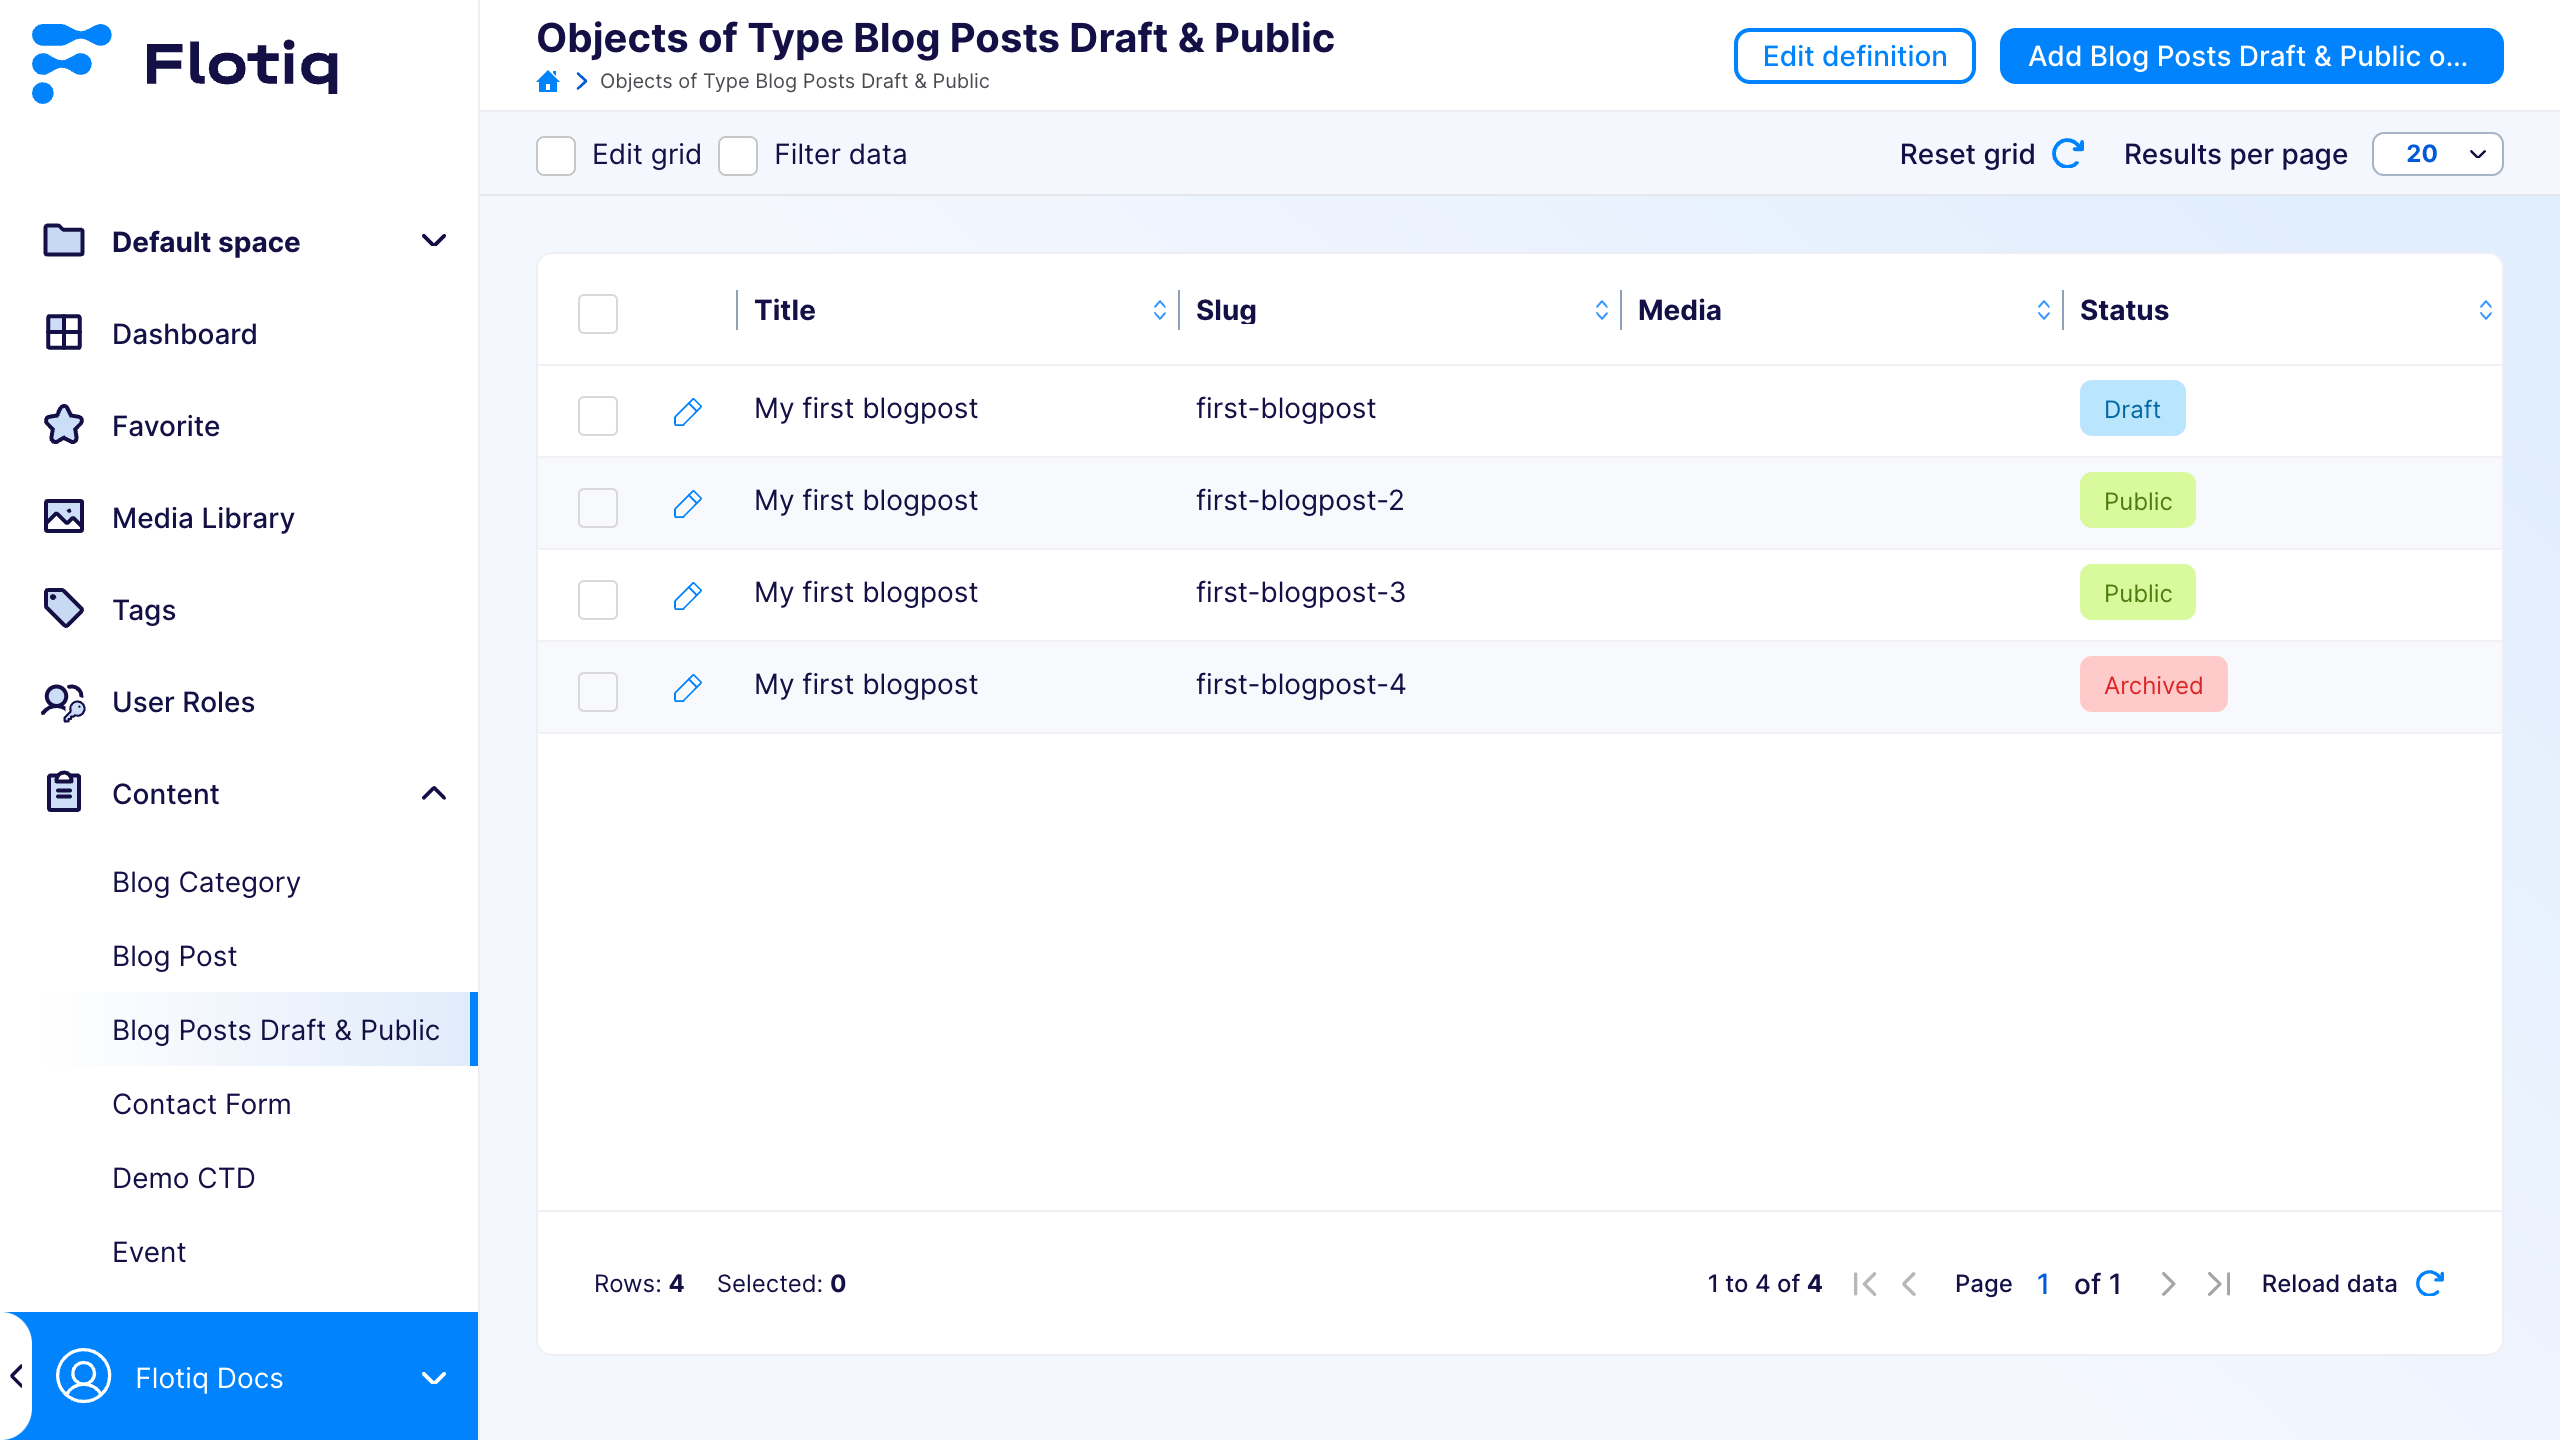 Flotiq
Default space
Dashboard
Favorite
Media Library
Tags
User Roles
Content
Blog Category
Blog Post
Blog Posts Draft & Public
Contact Form
Demo CTD
Event
Flotiq Docs
Objects of Type Blog Posts Draft & Public
Objects of Type Blog Posts Draft & Public
Edit definition
Add Blog Posts Draft & Public o...
Edit grid Filter data Reset grid Results per page 20
Title Slug Media Status
My first blogpost first-blogpost Draft
My first blogpost first-blogpost-2 Public
My first blogpost first-blogpost-3 Public
My first blogpost first-blogpost-4 Archived
Rows: 4 Selected: 0 1 to 4 of 4 Page 1 of 1 Reload data